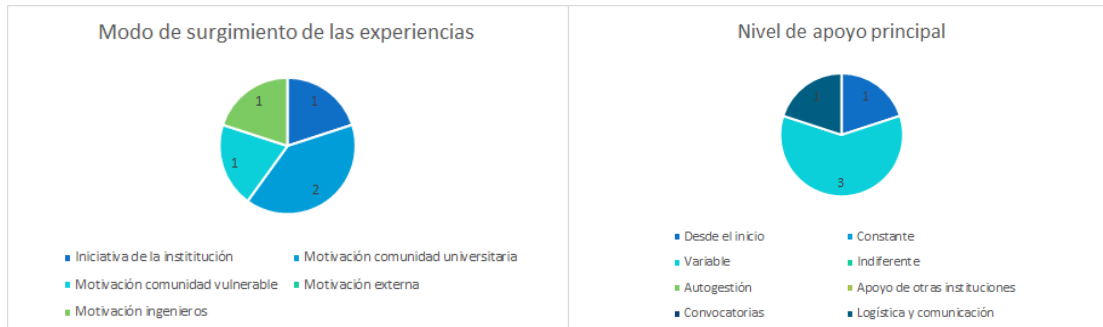 Modo de surgimiento de las experiencias
1
1
1
2
Iniciativa de la instititución
Motivación comunidad universitaria
Motivación comunidad vulnerable
Motivación externa
Motivación ingenieros
Nivel de apoyo principal
1
1
3
Desde el inicio
Constante
Variable
Indiferente
Autogestión
Apoyo de otras instituciones
Convocatorias
Logística y comunicación